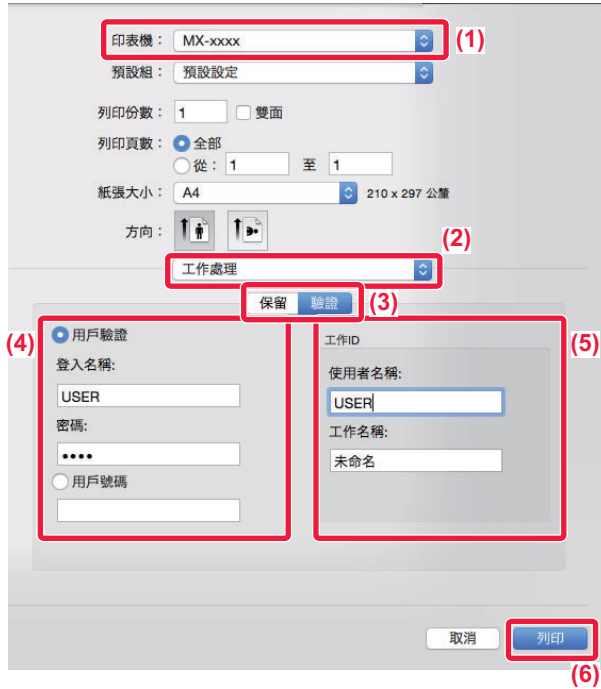 印表機： MX-xxxx (1)
預設組： 預設設定
列印份數： 1 雙面
列印頁數： 全部
從： 1 至 1
紙張大小： A4 210 x 297 公釐
方向：
(2)
工作處理
保留 驗證 (3)
(4)
用戶驗證
登入名稱:
USER
密碼:
••••
用戶號碼
(5)
工作ID
使用者名稱:
USER
工作名稱:
未命名
取消 列印
(6)